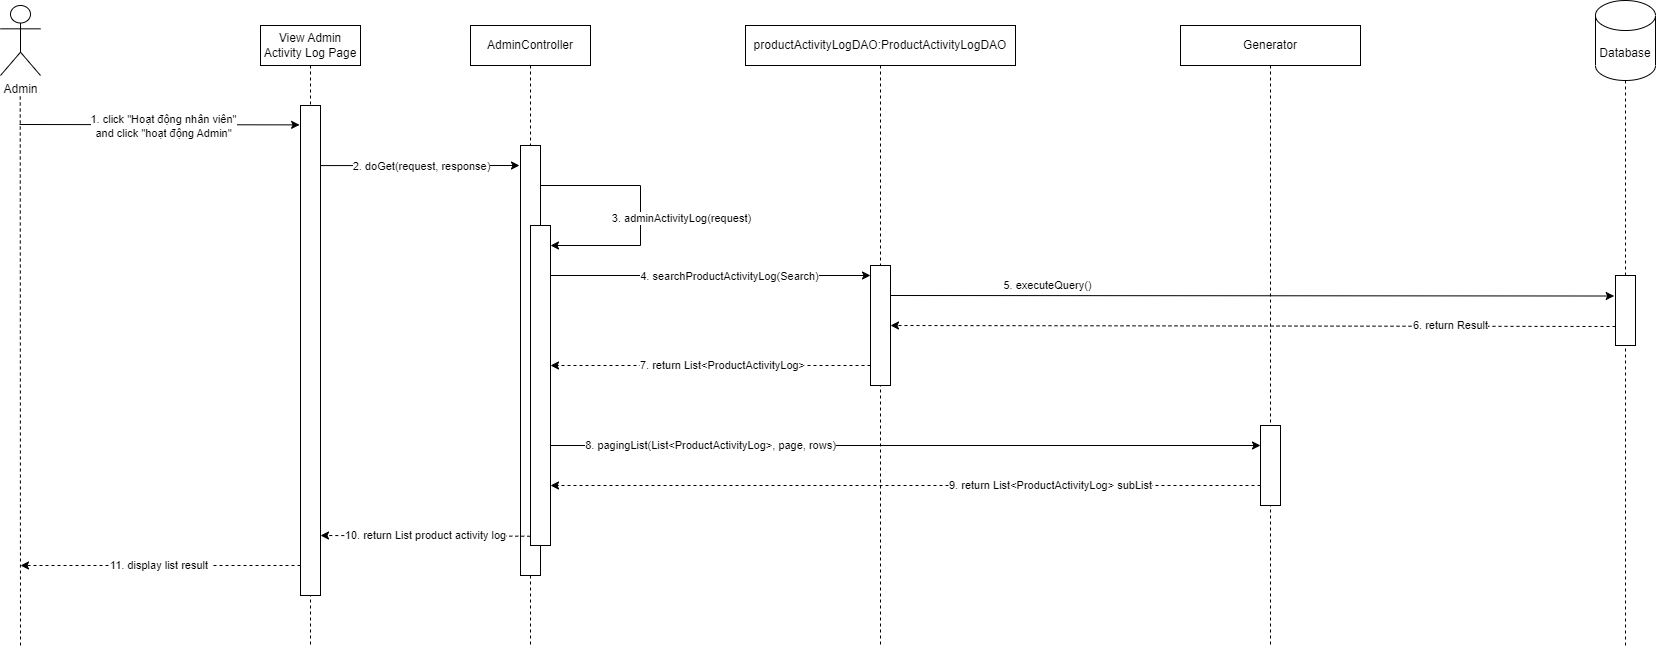 View Admin
Activity Log Page
AdminController
productActivityLogDAO:ProductActivityLogDAO
Generator
Database
Admin
1. click "Hoạt động nhân viên"
and click "hoạt động Admin"
2. doGet(request, response)
3. adminActivityLog(request)
4. searchProductActivityLog(Search)
5. executeQuery()
6. return Result
7. return List<ProductActivityLog>
8. pagingList(List<ProductActivityLog>, page, rows)
9. return List<ProductActivityLog> subList
10. return List product activity log
11. display list result